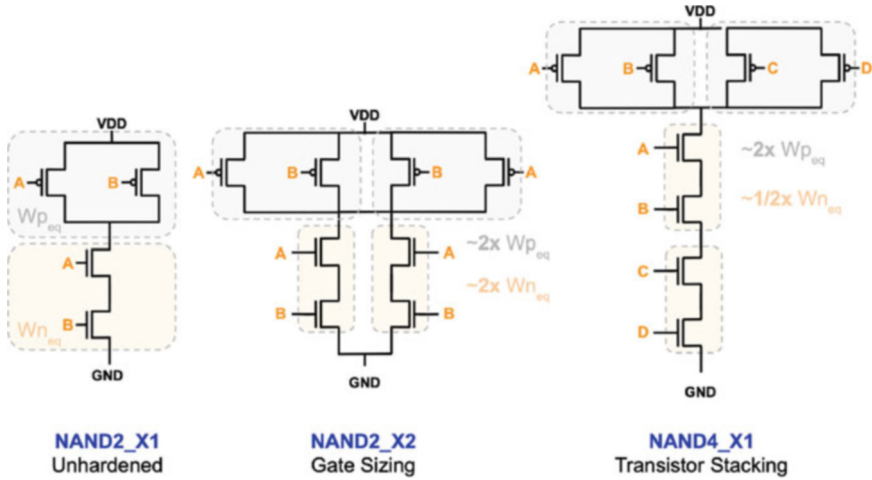 VDD
A
B
Wp eq
A
Wn eq
B
GND
NAND2_X1
Unhardened
VDD
A
B
B
A
~2x Wp eq
A
A
~2x Wn eq
B
B
GND
NAND2_X2
Gate Sizing
VDD
A
B
C
D
A
~2x Wp eq
B
~1/2x Wn eq
C
D
GND
NAND4_X1
Transistor Stacking